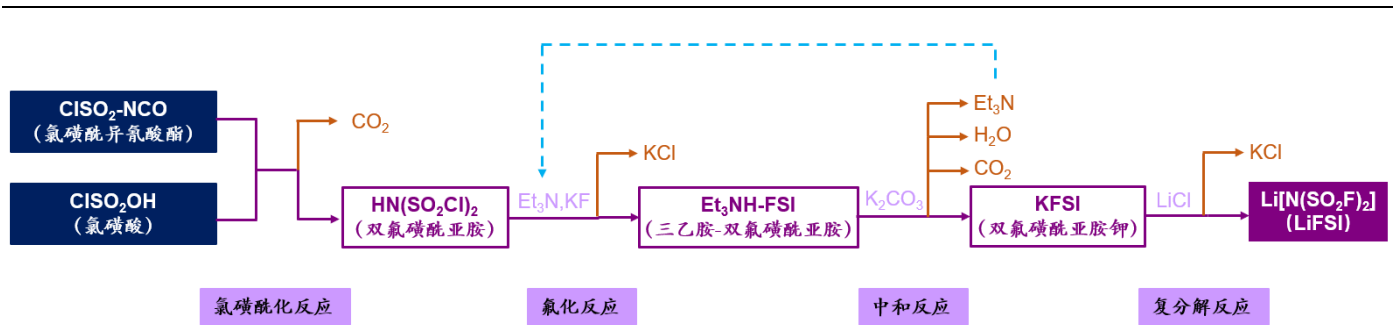 ClSO₂-NCO
(氯磺酰异氰酸酯)
ClSO₂OH
(氯磺酸)
CO₂
HN(SO₂Cl)₂
(双氟磺酰亚胺)
Et₃N,KF
KCl
Et₃NH-FSI
(三乙胺-双氟磺酰亚胺)
K₂CO₃
Et₃N
H₂O
CO₂
KFSI
(双氟磺酰亚胺钾)
LiCl
KCl
Li[N(SO₂F)₂]
(LiFSI)
氯磺酰化反应
氟化反应
中和反应
复分解反应